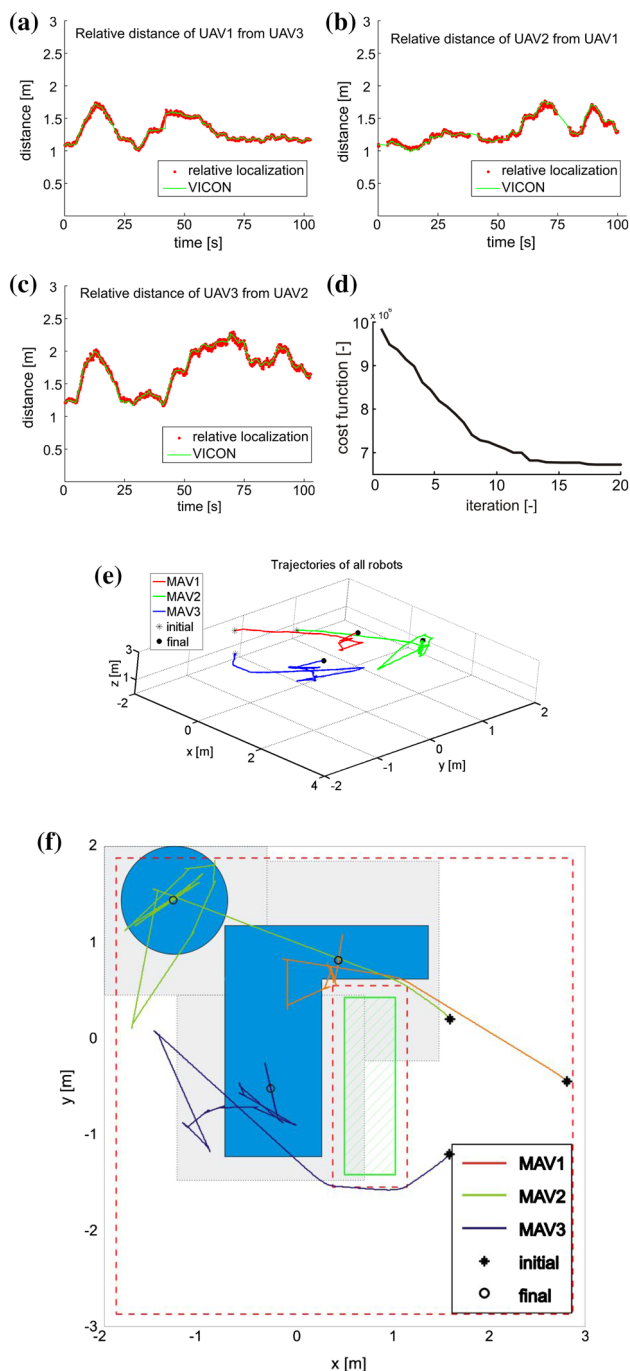 (a)
Relative distance of UAV1 from UAV3
3
2.5
2
1.5
1
0.5
distance [m]
relative localization
VICON
0 25 50 75 100
time [s]
(b)
Relative distance of UAV2 from UAV1
3
2.5
2
1.5
1
0.5
distance [m]
relative localization
VICON
0 25 50 75 100
time [s]
(c)
Relative distance of UAV3 from UAV2
3
2.5
2
1.5
1
0.5
distance [m]
relative localization
VICON
0 25 50 75 100
time [s]
(d)
10
9
8
7
cost function [-]
0 5 10 15 20
iteration [-]
(e)
Trajectories of all robots
MAV1
MAV2
MAV3
initial
final
3
1
z [m]
-2
0
2
4
x [m]
-2
-1
0
1
2
y [m]
(f)
2
1
0
-1
-2
-3
y [m]
MAV1
MAV2
MAV3
initial
final
-2 -1 0 1 2 3
x [m]